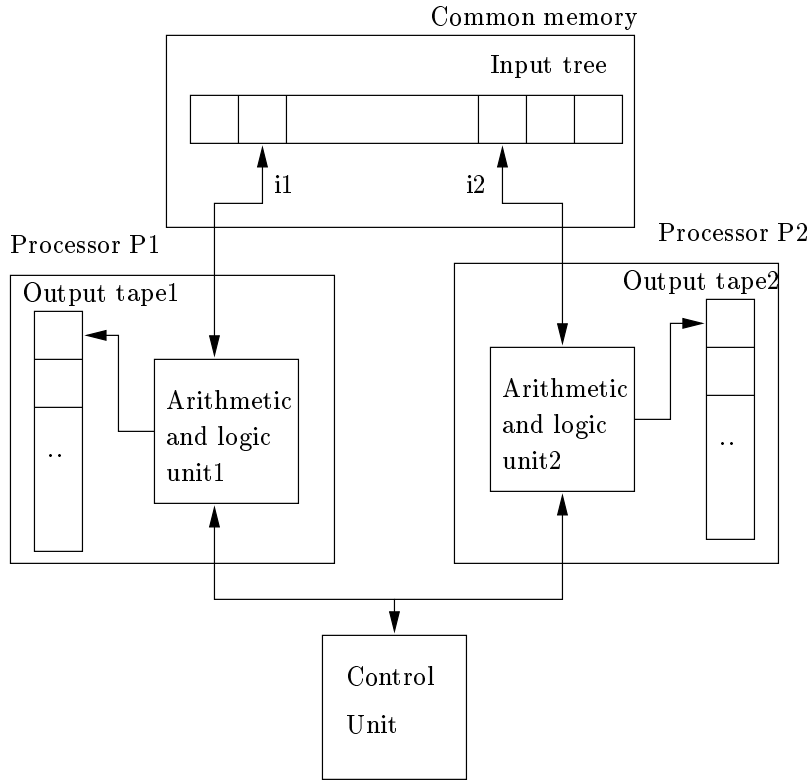 Common memory
Input tree
i1
i2
Processor P1
Processor P2
Output tape1
Output tape2
Arithmetic
and logic
unit1
Arithmetic
and logic
unit2
..
..
Control
Unit